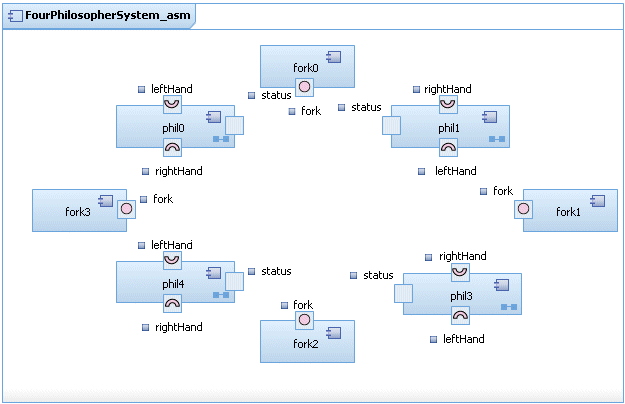 FourPhilosopherSystem_asm
fork0
leftHand
status
fork
status
rightHand
phil0
phil1
rightHand
leftHand
fork3
fork
fork
fork1
leftHand
rightHand
phil4
status
status
phil3
rightHand
fork
leftHand
fork2